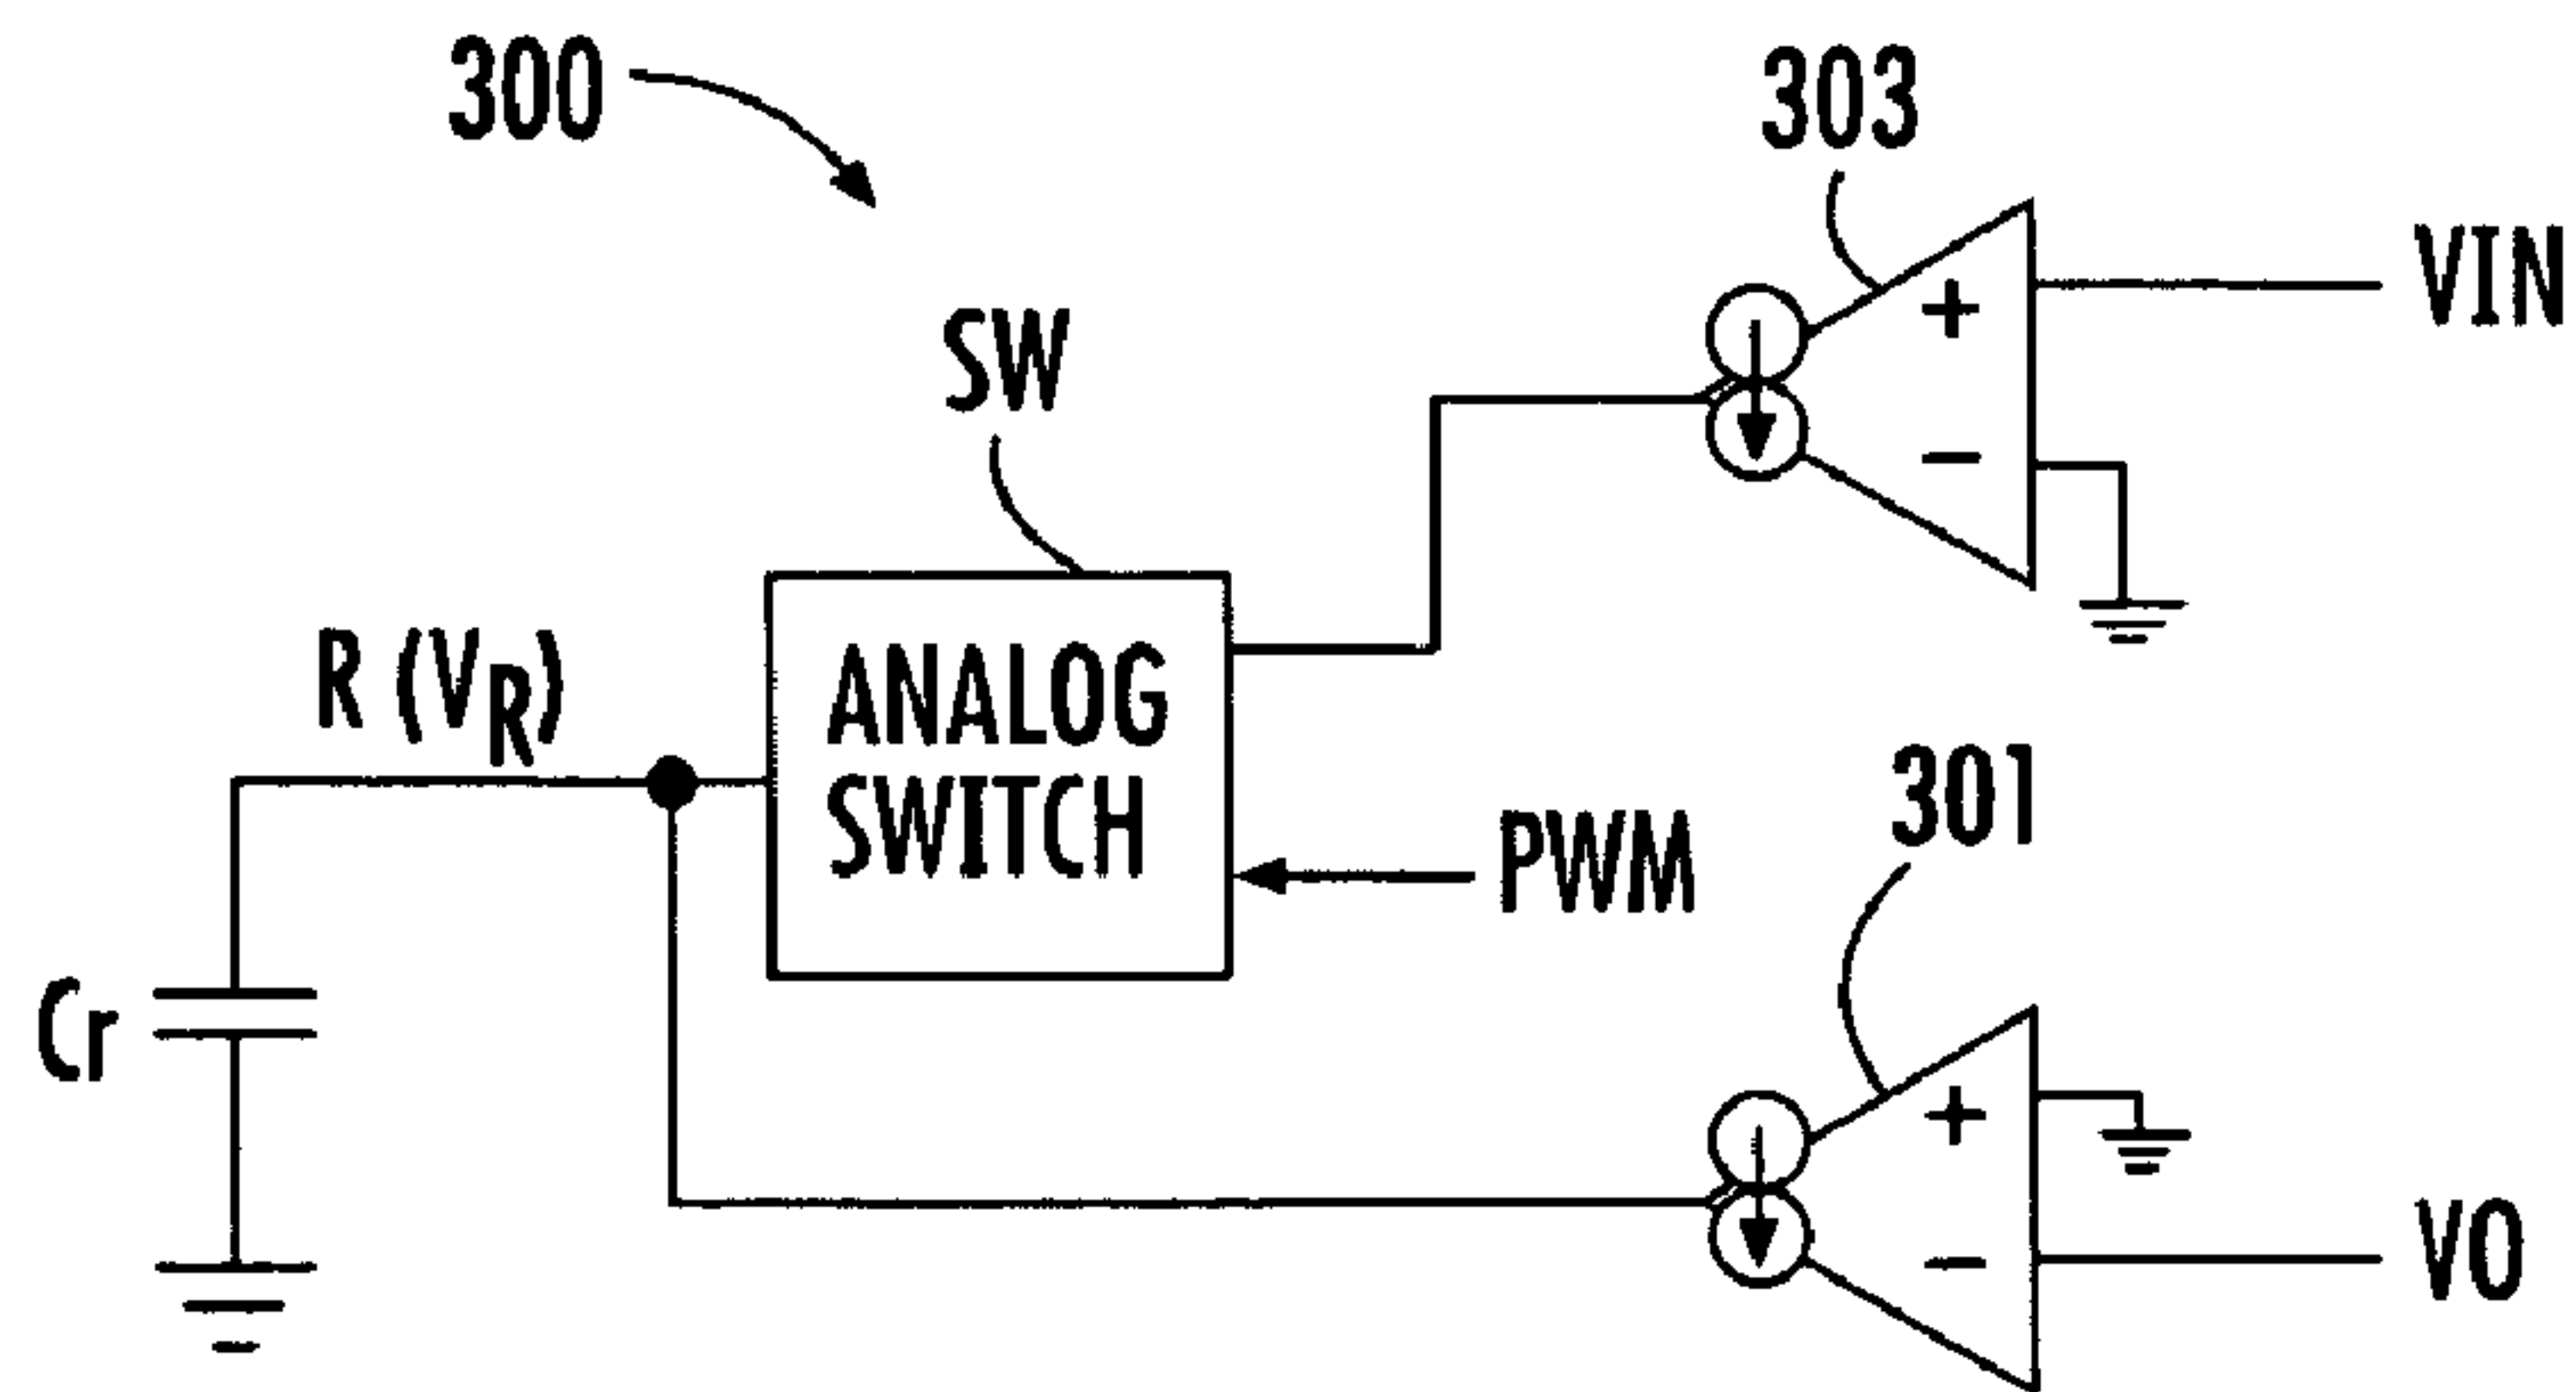 300
303
VIN
SW
+
−
R (VR)
ANALOG
SWITCH
PWM
301
Cr
+
−
VO